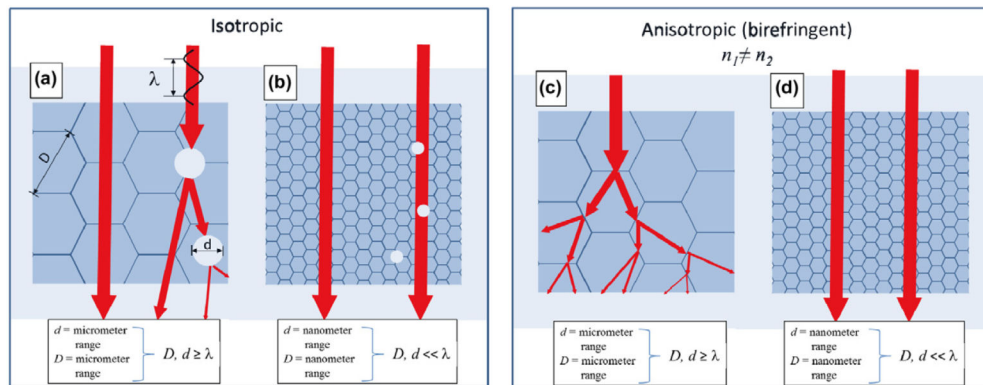 Isotropic
(a)
λ
D
d
(b)
d = micrometer
range
D = micrometer
range
D, d ≥ λ
d = nanometer
range
D = nanometer
range
D, d << λ
Anisotropic (birefringent)
n1≠ n2
(c)
(d)
d = micrometer
range
D = micrometer
range
D, d ≥ λ
d = nanometer
range
D = nanometer
range
D, d << λ